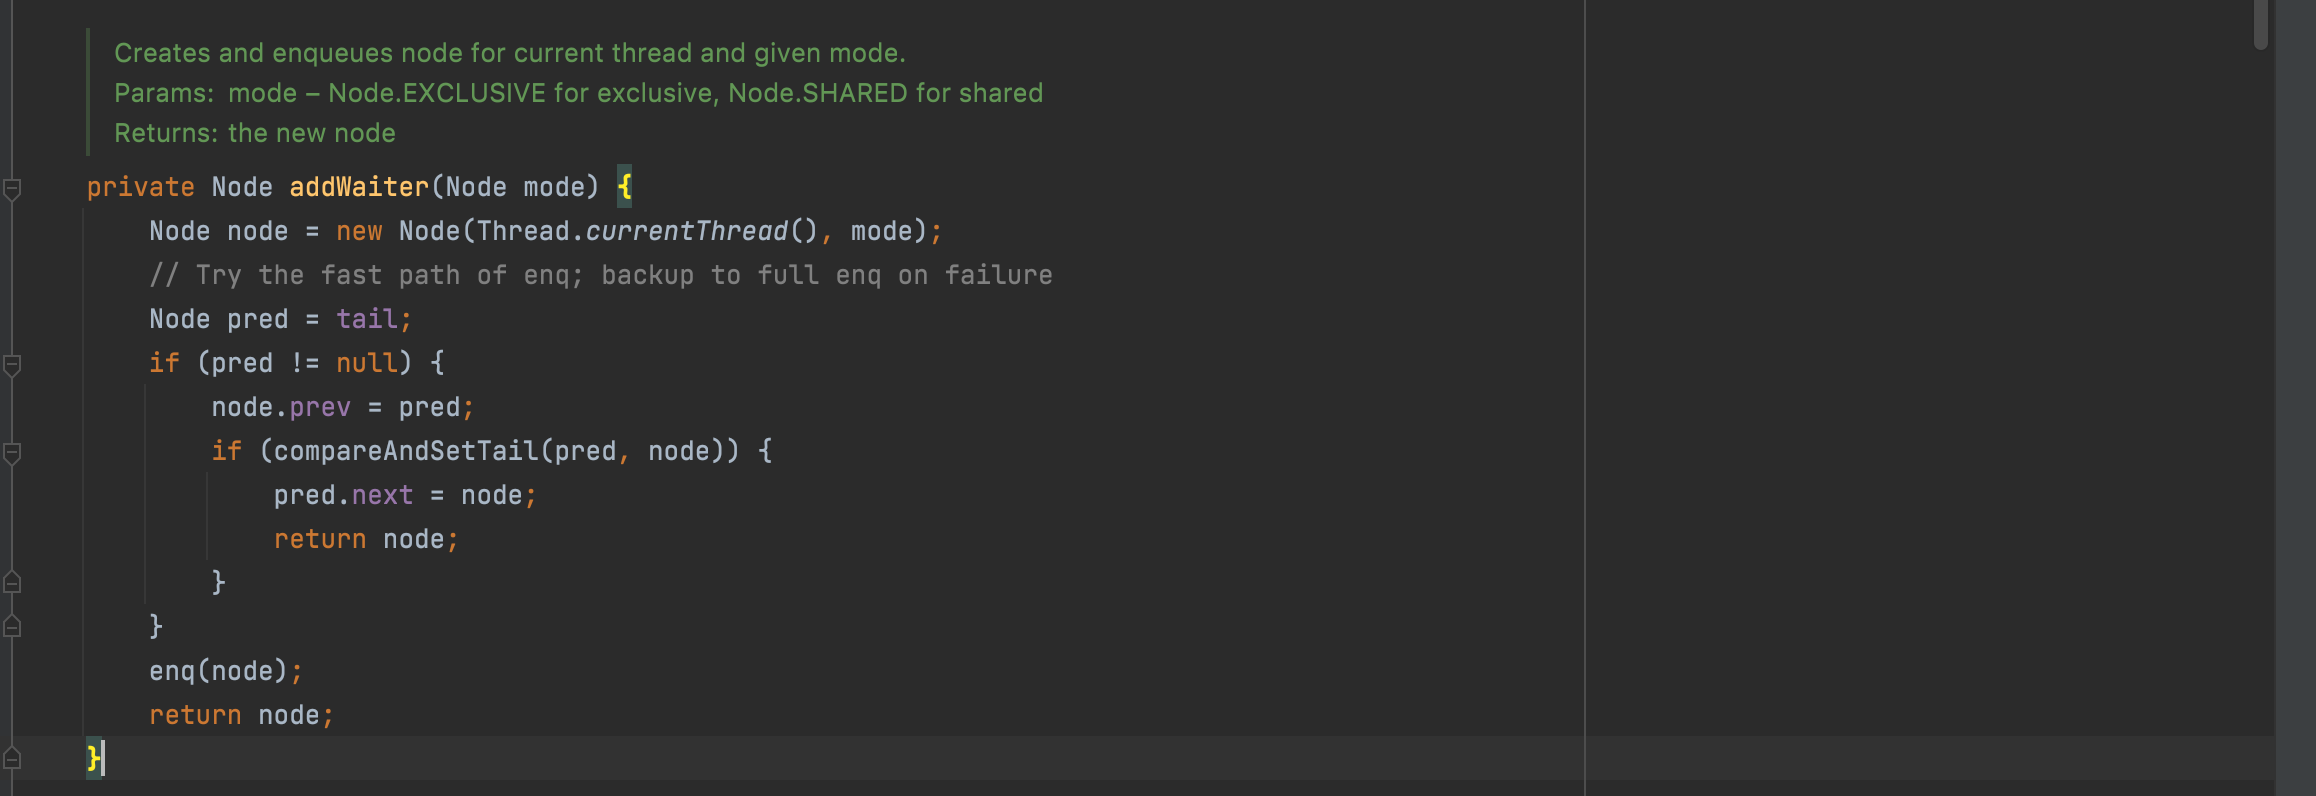 Creates and enqueues node for current thread and given mode.
Params: mode – Node.EXCLUSIVE for exclusive, Node.SHARED for shared
Returns: the new node
private Node addWaiter(Node mode) {
    Node node = new Node(Thread.currentThread(), mode);
    // Try the fast path of enq; backup to full enq on failure
    Node pred = tail;
    if (pred != null) {
        node.prev = pred;
        if (compareAndSetTail(pred, node)) {
            pred.next = node;
            return node;
        }
    }
    enq(node);
    return node;
}